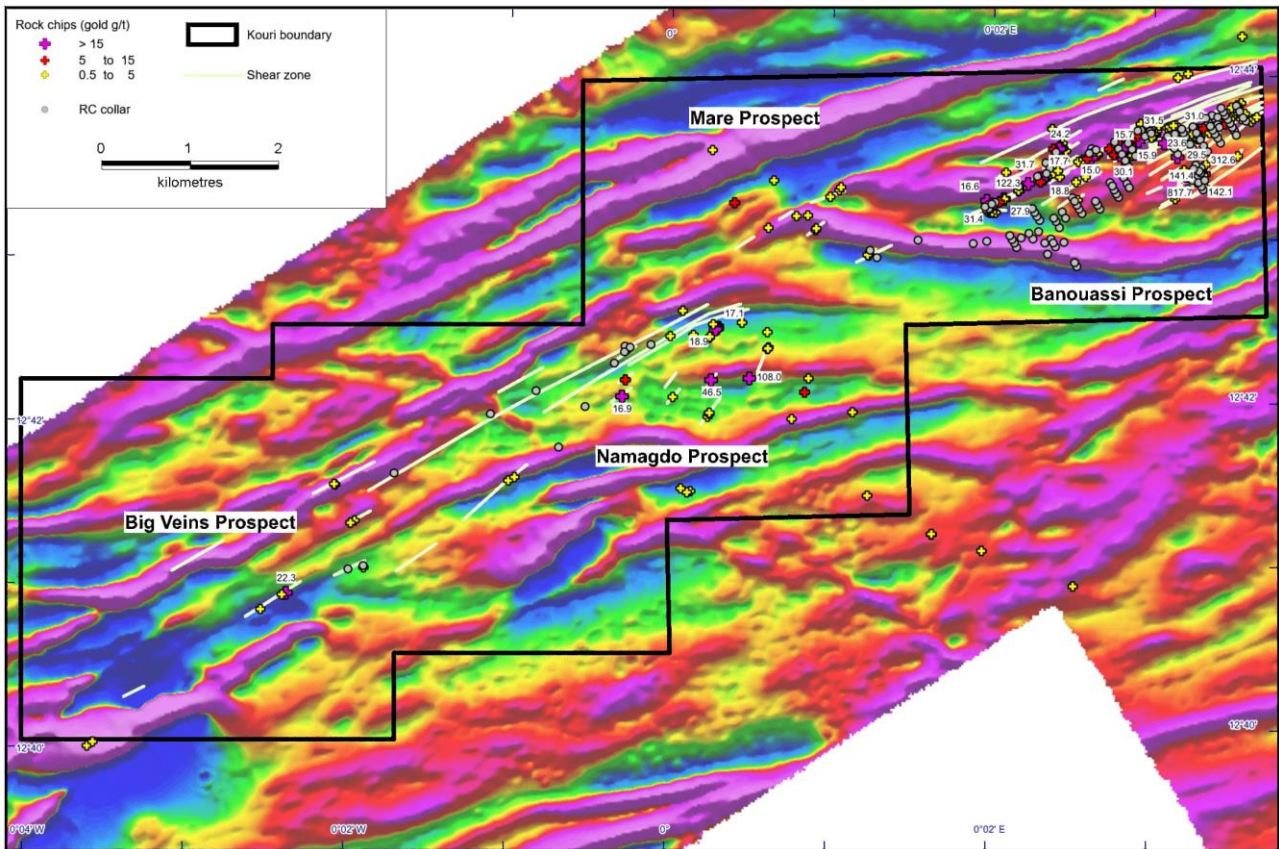 Rock chips (gold g/t)
> 15
5 to 15
0.5 to 5
RC collar
Kouri boundary
Shear zone
0 1 2
kilometres
0°
0°02' E
12°44'
Mare Prospect
24.2
15.7
31.5
31.0
31.7
17.7
15.0
15.9
23.6
29.5
312.6
16.6
122.3
18.8
30.1
141.4
31.4
27.9
817.7
142.1
Banouassi Prospect
17.1
18.9
108.0
46.5
16.9
12°42'
12°42'
Namagdo Prospect
Big Veins Prospect
22.3
12°40'
12°40'
0°04' W
0°02' W
0°
0°02' E